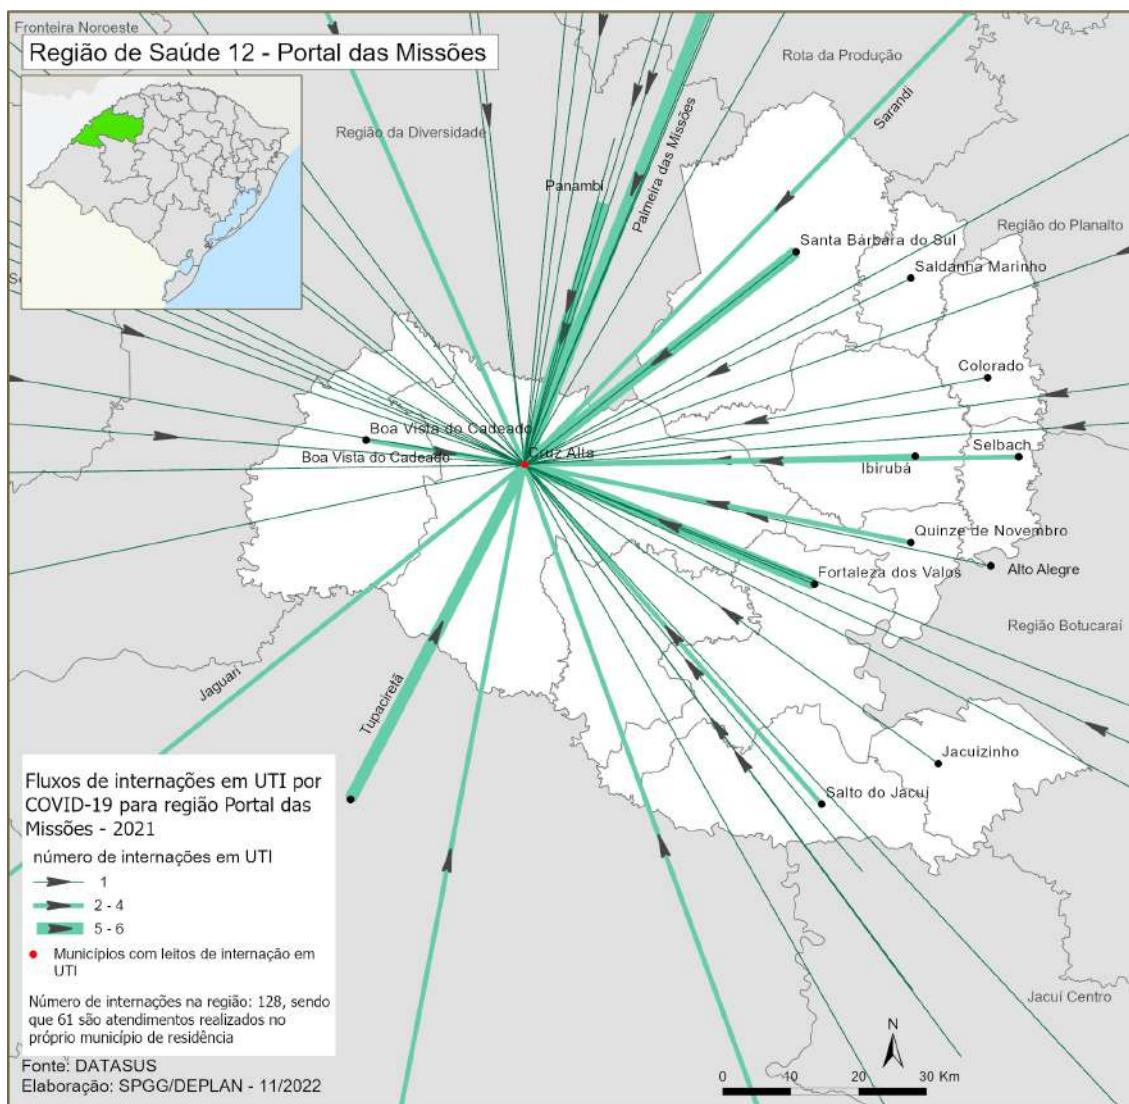 Fronteira Noroeste
Região de Saúde 12 - Portal das Missões
Rota da Produção
Região da Diversidade
Sarandi
Palmeira das Missões
Panambi
Região do Planalto
Santa Bárbara do Sul
Saldanha Marinho
Colorado
Boa Vista do Cadeado
Boa Vista do Cadeado
Cruz Alta
Selbach
Ibirubá
Quinze de Novembro
Fortaleza dos Valos
Alto Alegre
Região Botucaraí
Jaguari
Tupaciretã
Jacuizinho
Salto do Jacuí
Jacuí Centro
Fluxos de internações em UTI por
COVID-19 para região Portal das
Missões - 2021
número de internações em UTI
1
2 - 4
5 - 6
Municípios com leitos de internação em
UTI
Número de internações na região: 128, sendo
que 61 são atendimentos realizados no
próprio município de residência
Fonte: DATASUS
Elaboração: SPGG/DEPLAN - 11/2022
N
0 10 20 30 Km